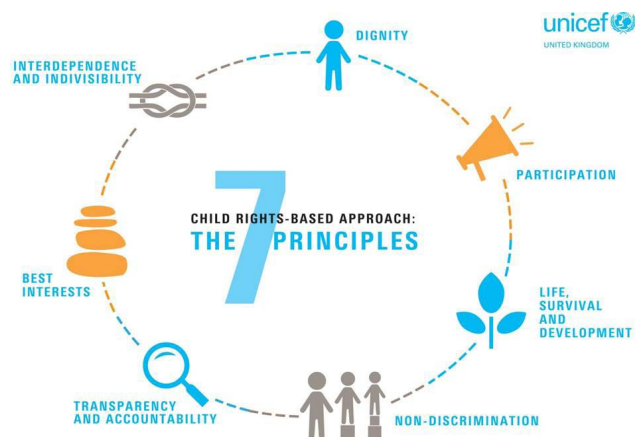 unicef
UNITED KINGDOM
DIGNITY
INTERDEPENDENCE
AND INDIVISIBILITY
PARTICIPATION
7
CHILD RIGHTS-BASED APPROACH:
THE PRINCIPLES
BEST
INTERESTS
LIFE,
SURVIVAL
AND
DEVELOPMENT
TRANSPARENCY
AND ACCOUNTABILITY
NON-DISCRIMINATION